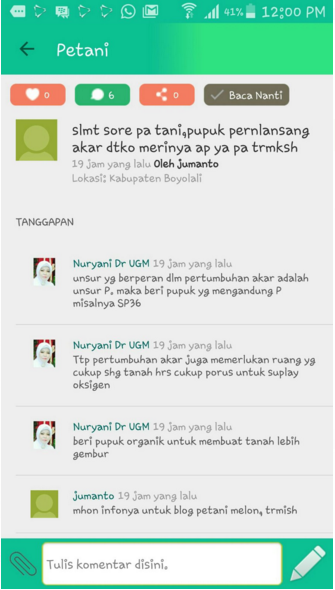 41% 12:00 PM
Petani
0 6 0 Baca Nanti
slmt sore pa tani,pupuk pernlansang
akar dtko merinya ap ya pa trmksh
19 jam yang lalu Oleh jumanto
Lokasi: Kabupaten Boyolali
TANGGAPAN
Nuryani Dr UGM 19 jam yang lalu
unsur yg berperan dlm pertumbuhan akar adalah
unsur P. maka beri pupuk yg mengandung P
misalnya SP36
Nuryani Dr UGM 19 jam yang lalu
Ttp pertumbuhan akar juga memerlukan ruang yg
cukup shg tanah hrs cukup porus untuk suplay
oksigen
Nuryani Dr UGM 19 jam yang lalu
beri pupuk organik untuk membuat tanah lebih
gembur
jumanto 19 jam yang lalu
mhon infonya untuk blog petani melon, trmish
Tulis komentar disini.